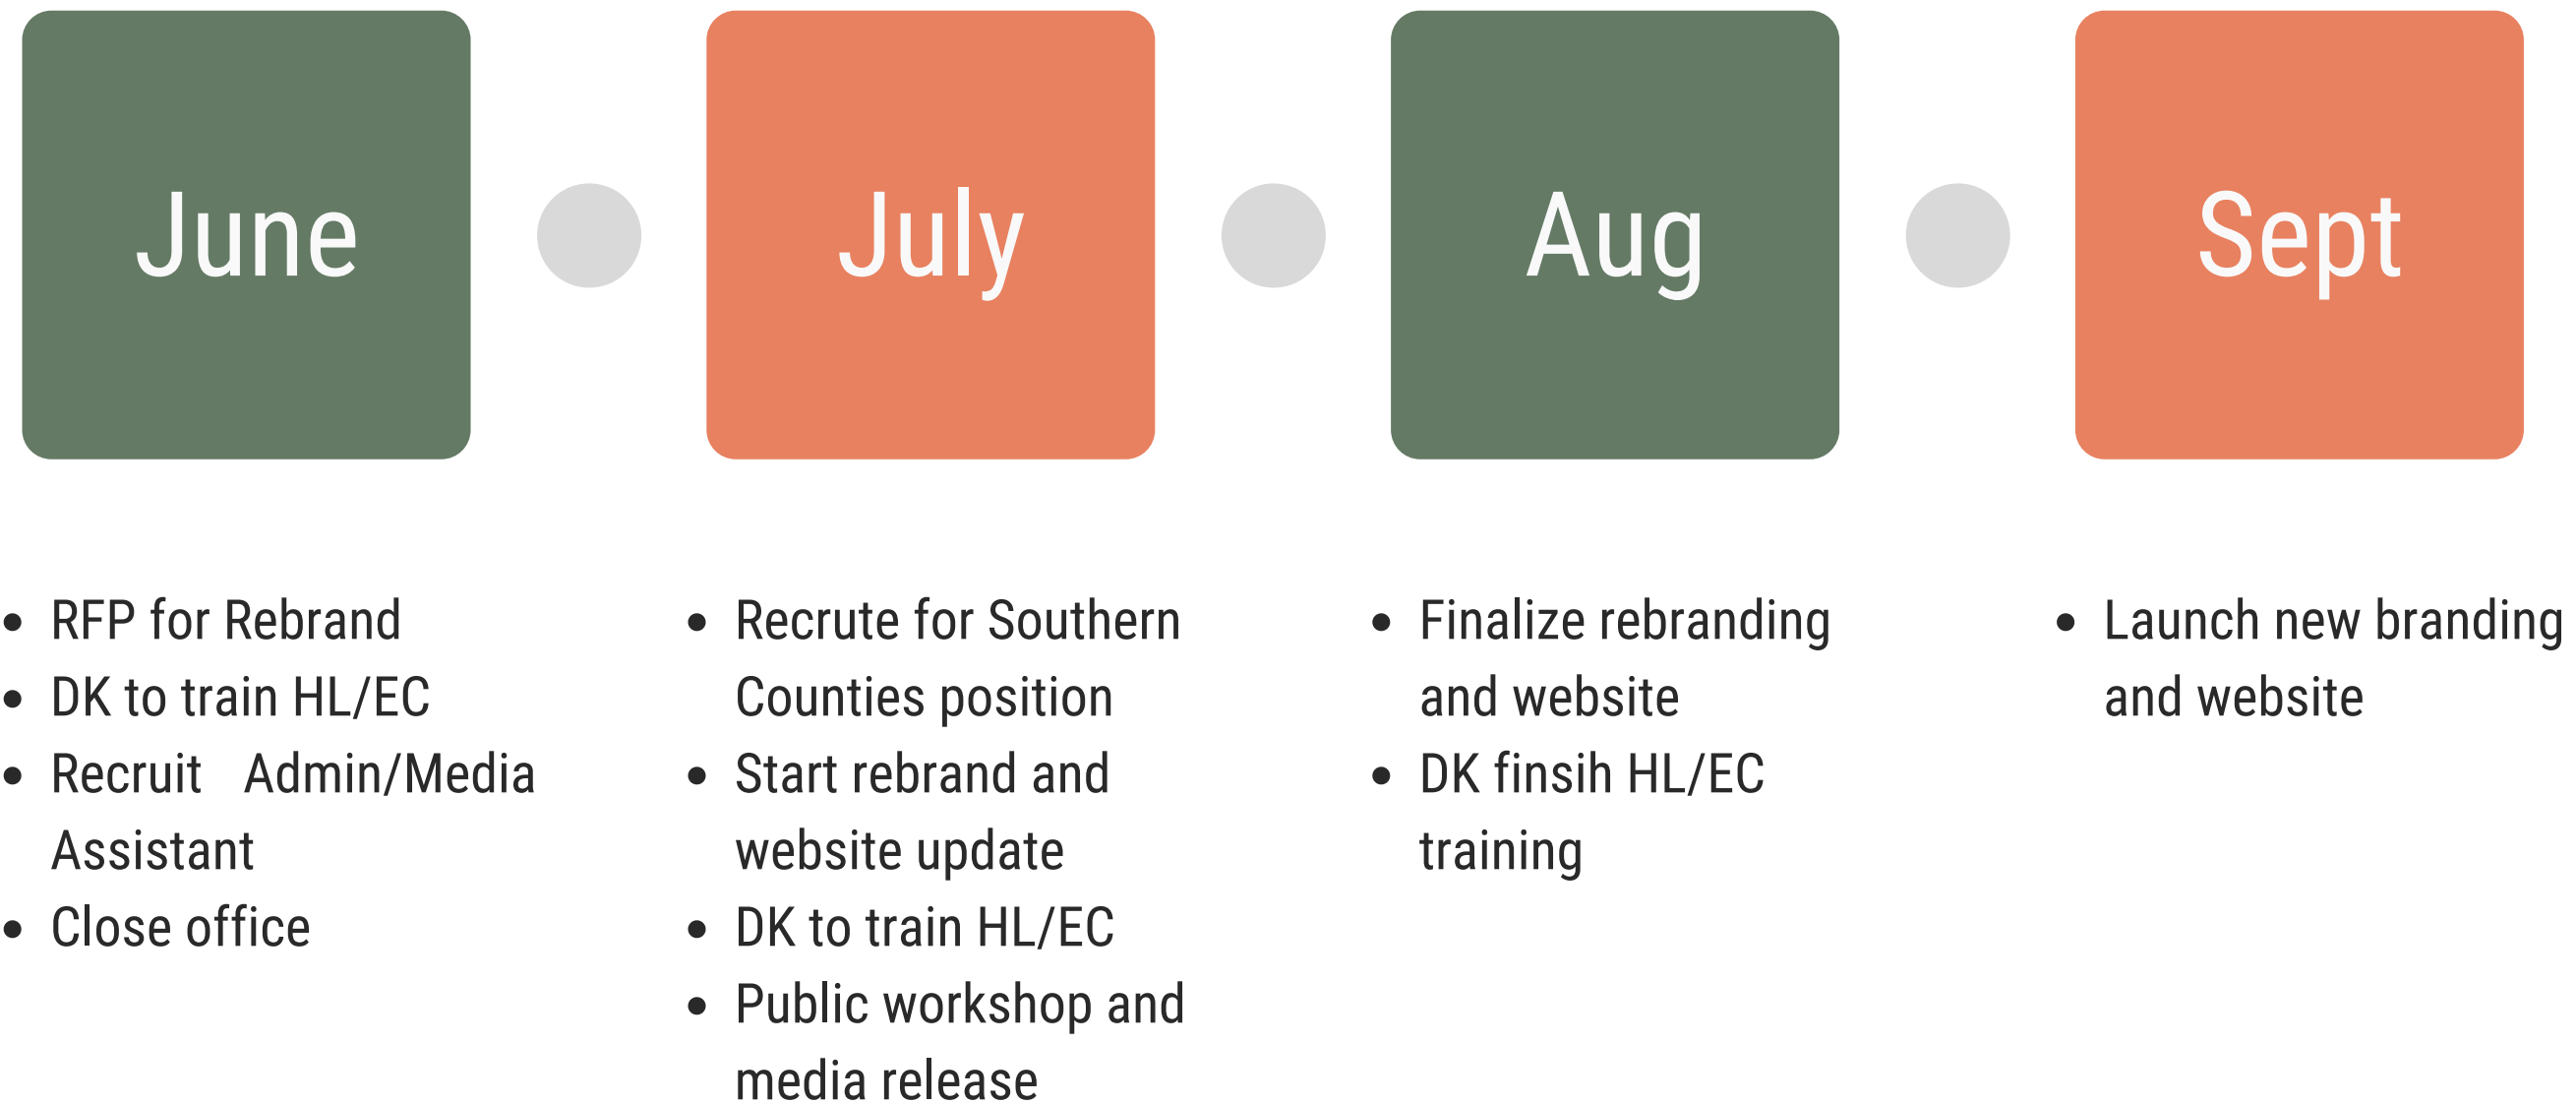 June
July
Aug
Sept
RFP for Rebrand
DK to train HL/EC
Recruit   Admin/Media
Assistant
Close office
Recrute for Southern
Counties position
Start rebrand and
website update
DK to train HL/EC
Public workshop and
media release
Finalize rebranding
and website
DK finsih HL/EC
training
Launch new branding
and website